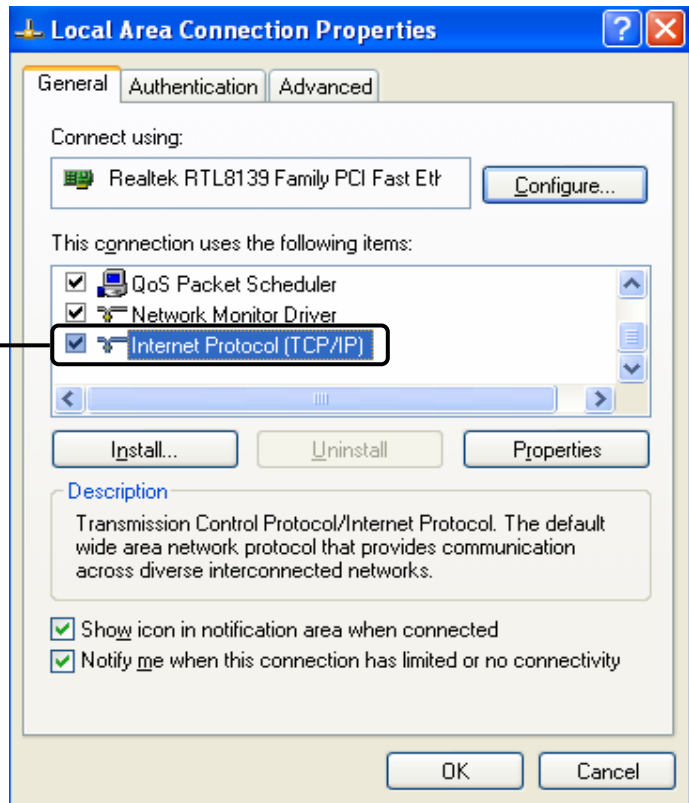 Local Area Connection Properties
General Authentication Advanced
Connect using:
Realtek RTL8139 Family PCI Fast Eth
Configure...
This connection uses the following items:
QoS Packet Scheduler
Network Monitor Driver
Internet Protocol (TCP/IP)
Install... Uninstall Properties
Description
Transmission Control Protocol/Internet Protocol. The default
wide area network protocol that provides communication
across diverse interconnected networks.
Show icon in notification area when connected
Notify me when this connection has limited or no connectivity
OK Cancel